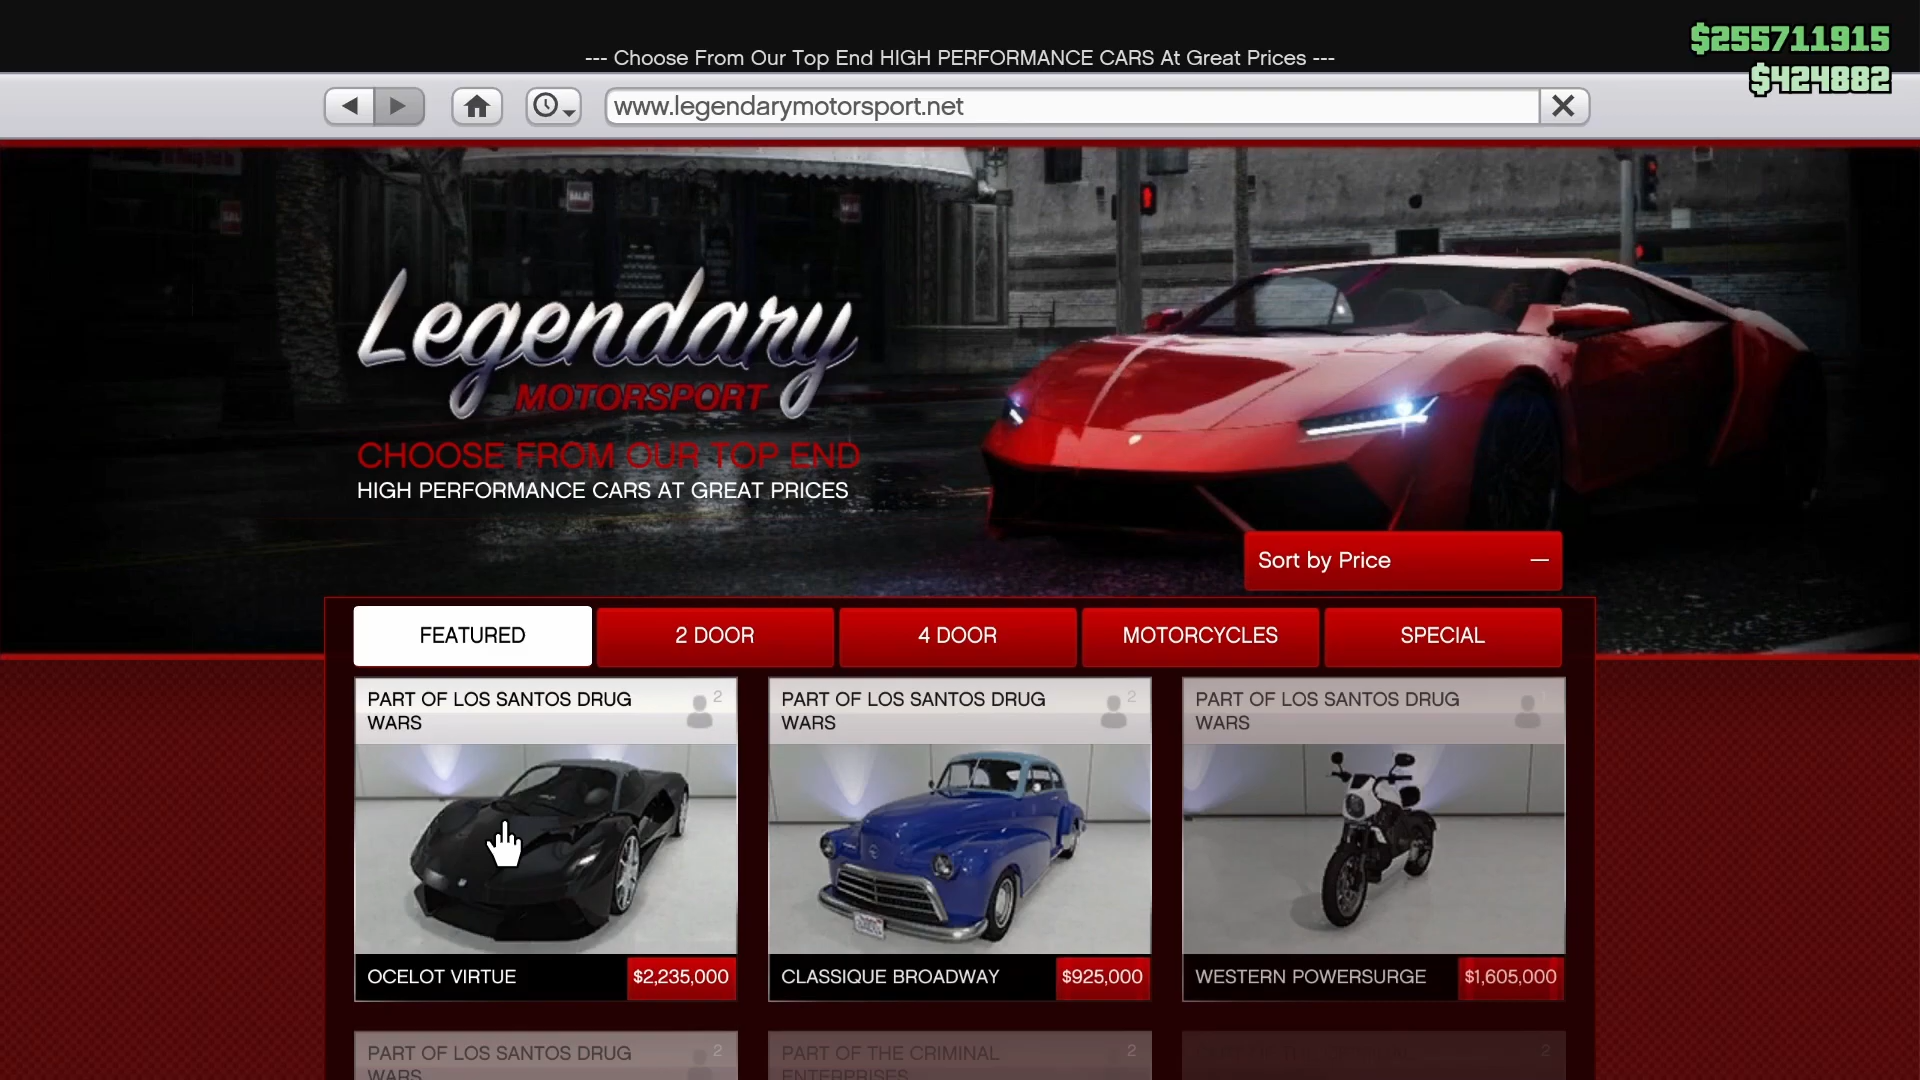 --- Choose From Our Top End HIGH PERFORMANCE CARS At Great Prices ---
$255711915
$424882
www.legendarymotorsport.net
Legendary
MOTORSPORT
CHOOSE FROM OUR TOP END
HIGH PERFORMANCE CARS AT GREAT PRICES
Sort by Price
FEATURED
2 DOOR
4 DOOR
MOTORCYCLES
SPECIAL
PART OF LOS SANTOS DRUG
WARS
2
OCELOT VIRTUE
$2,235,000
PART OF LOS SANTOS DRUG
WARS
2
CLASSIQUE BROADWAY
$925,000
PART OF LOS SANTOS DRUG
WARS
WESTERN POWERSURGE
$1,605,000
PART OF LOS SANTOS DRUG
WARS
2
PART OF THE CRIMINAL
ENTERPRISES
2
2